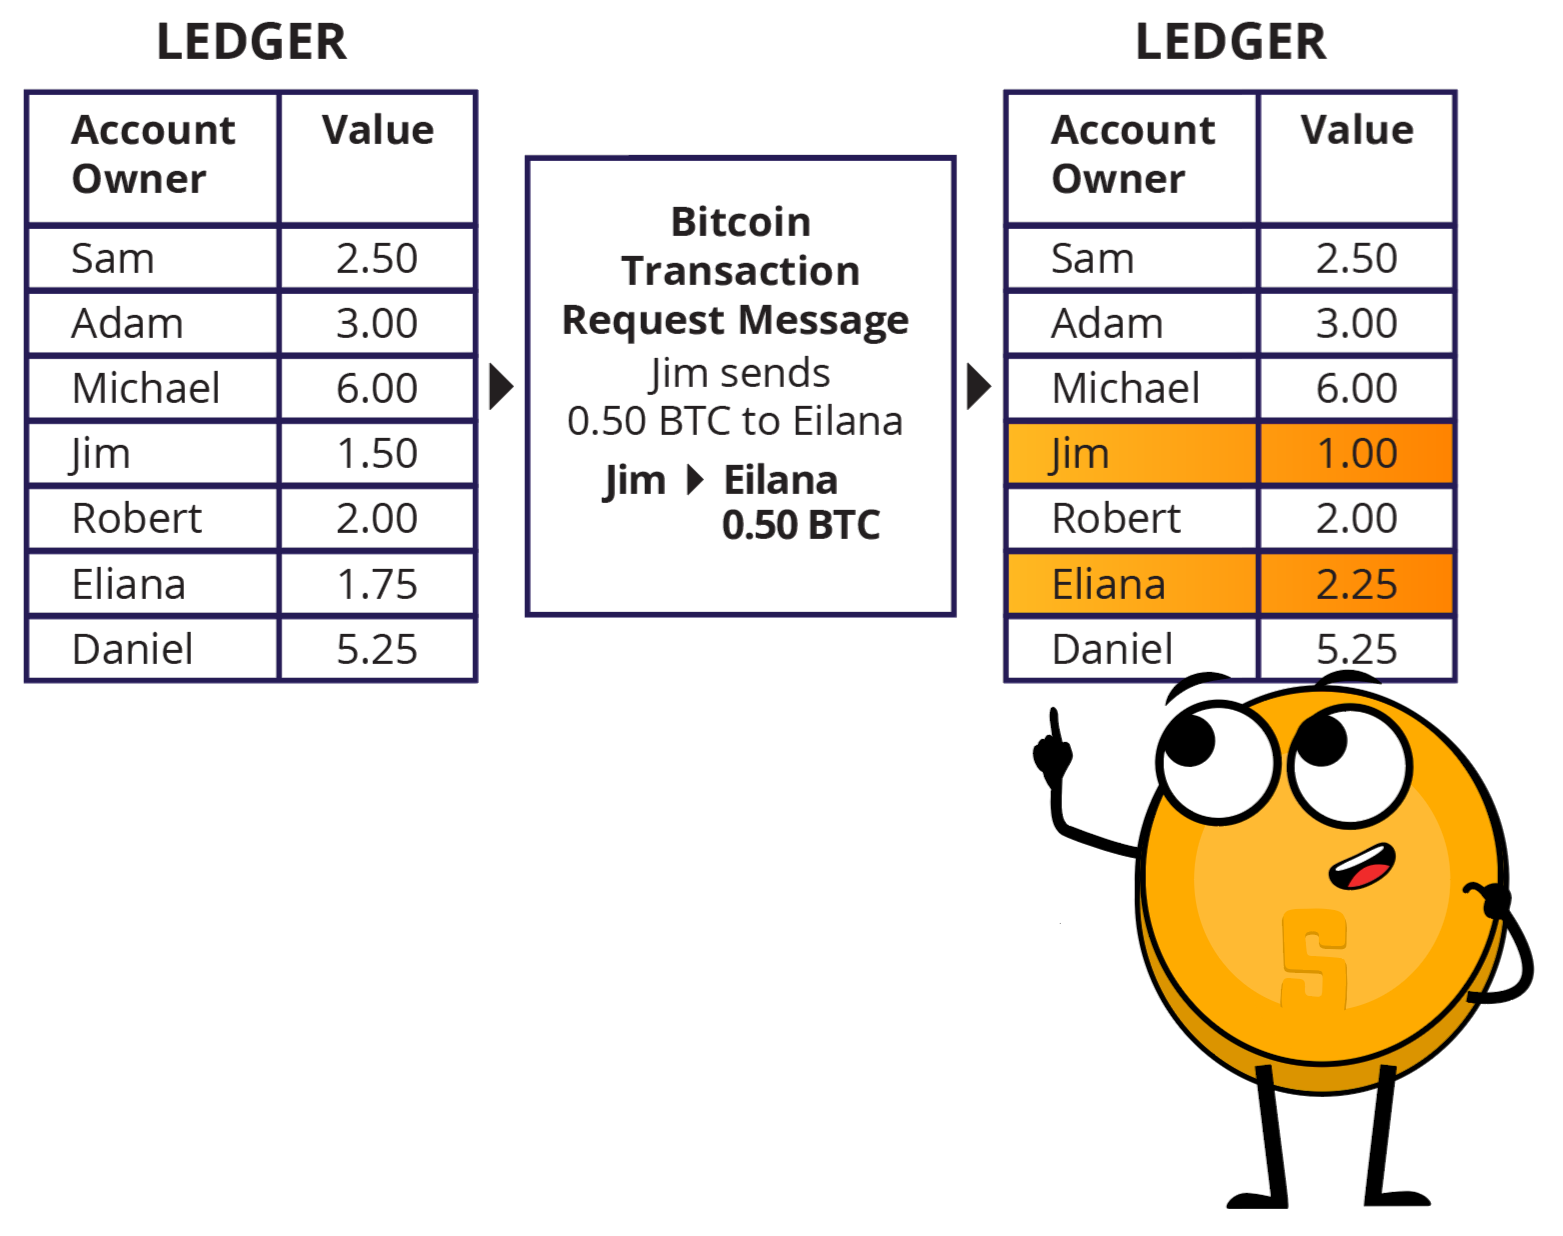 LEDGER
Account
Owner
Value
Sam 2.50
Adam 3.00
Michael 6.00
Jim 1.50
Robert 2.00
Eliana 1.75
Daniel 5.25
Bitcoin
Transaction
Request Message
Jim sends
0.50 BTC to Eilana
Jim Eilana
0.50 BTC
LEDGER
Account
Owner
Value
Sam 2.50
Adam 3.00
Michael 6.00
Jim 1.00
Robert 2.00
Eliana 2.25
Daniel 5.25
S